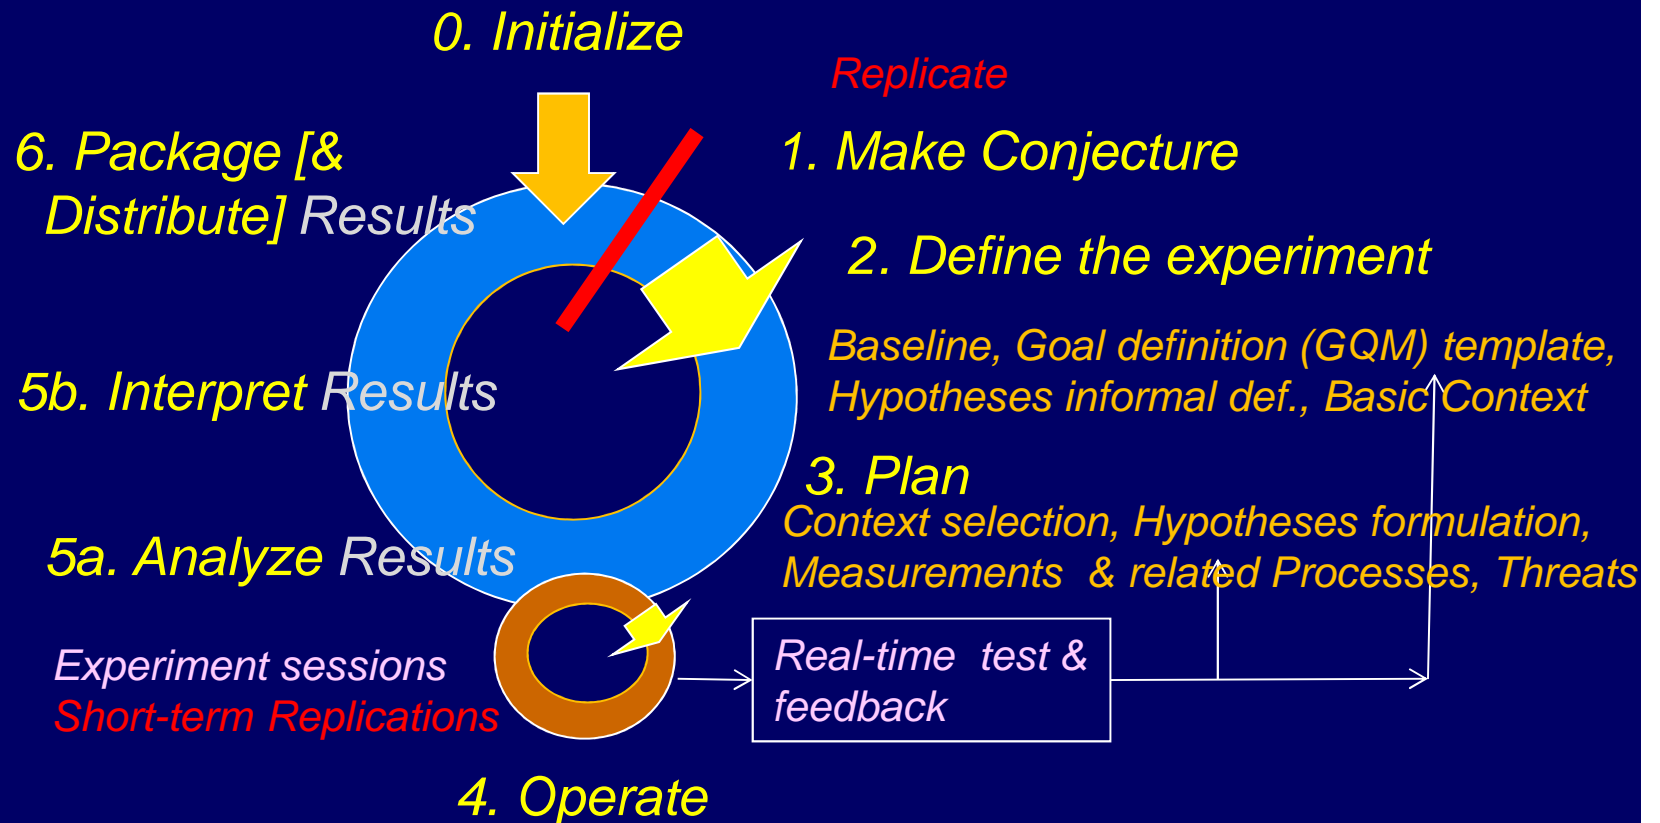 0. Initialize
Replicate
6. Package [&
Distribute] Results
1. Make Conjecture
2. Define the experiment
Baseline, Goal definition (GQM) template,
Hypotheses informal def., Basic Context
5b. Interpret Results
3. Plan
Context selection, Hypotheses formulation,
Measurements & related Processes, Threats
5a. Analyze Results
Experiment sessions
Short-term Replications
Real-time test &
feedback
4. Operate